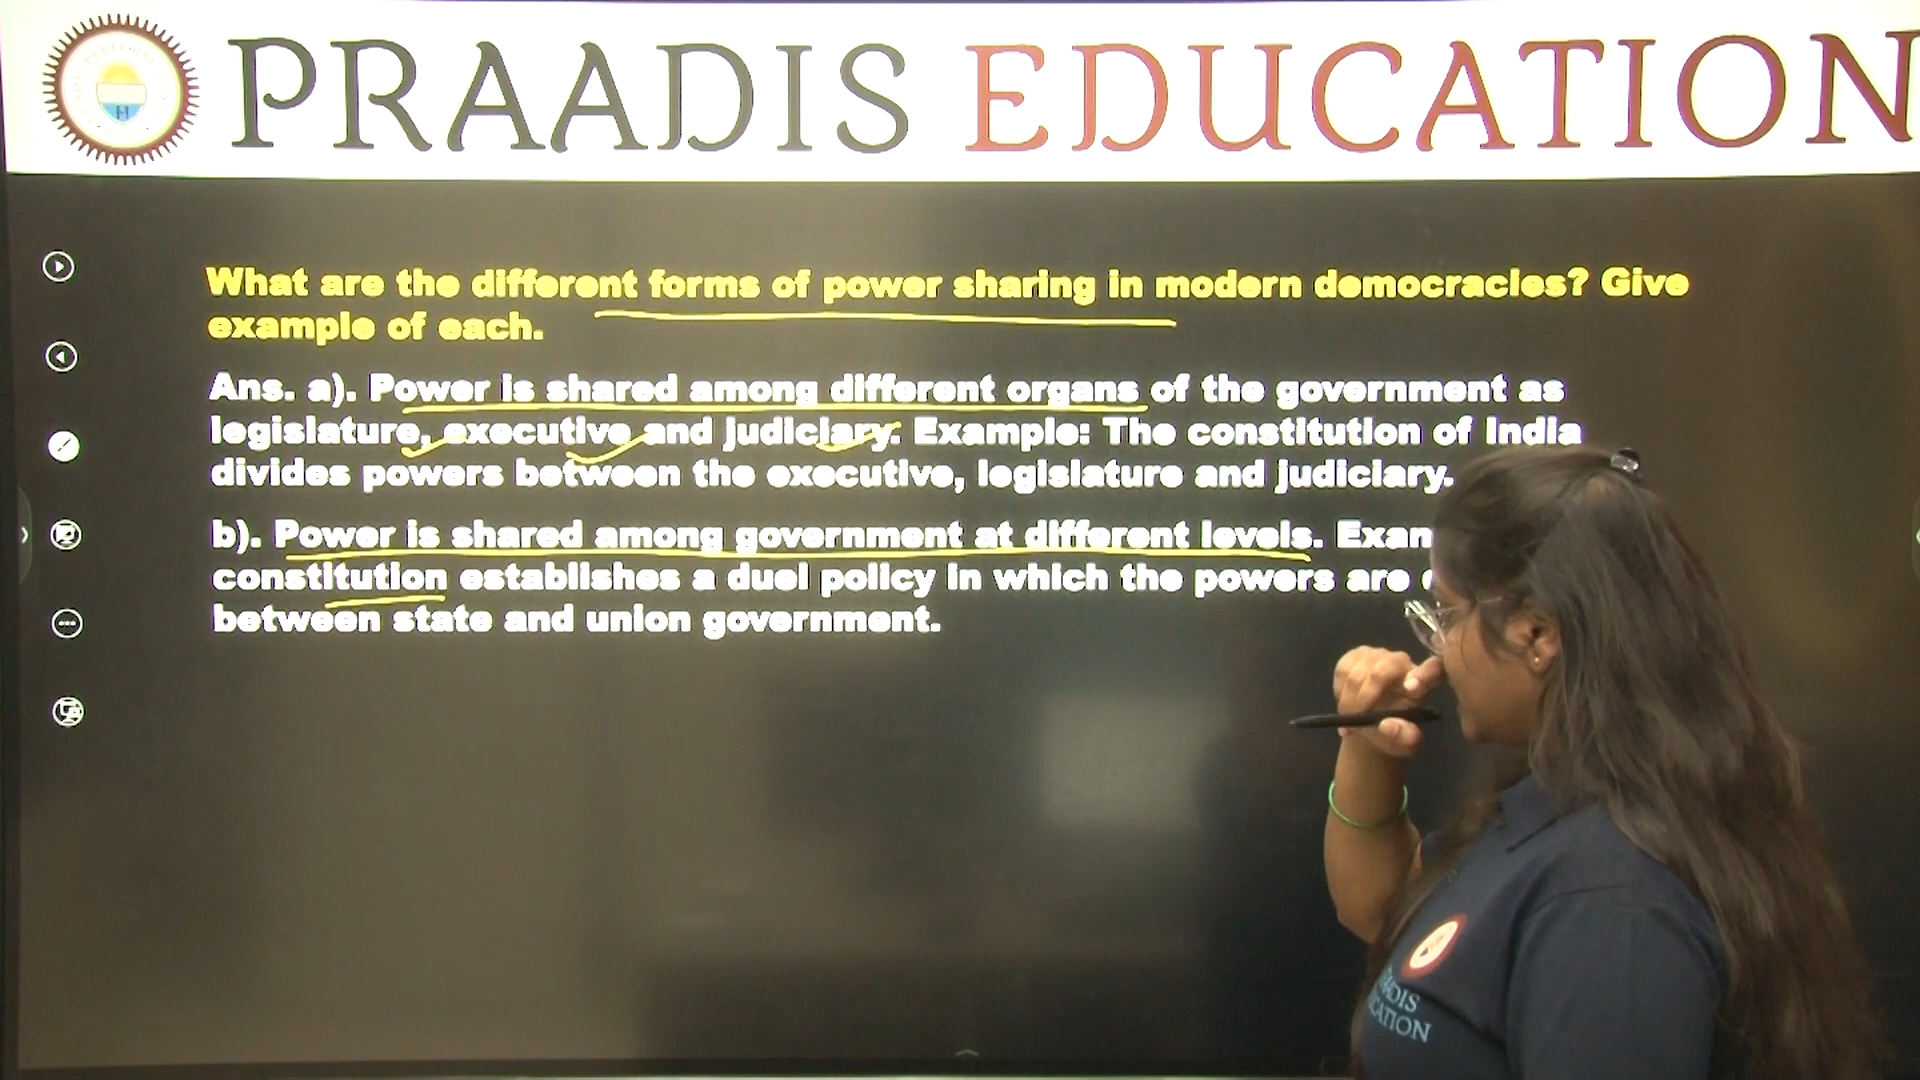 PRAADIS EDUCATION
What are the different forms of power sharing in modern democracies? Give
example of each.
Ans. a). Power is shared among different organs of the government as
legislature, executive and judiciary. Example: The constitution of India
divides powers between the executive, legislature and judiciary.
b). Power is shared among government at different levels. Exam
constitution establishes a duel policy in which the powers are
between state and union government.
ADIS
CATION